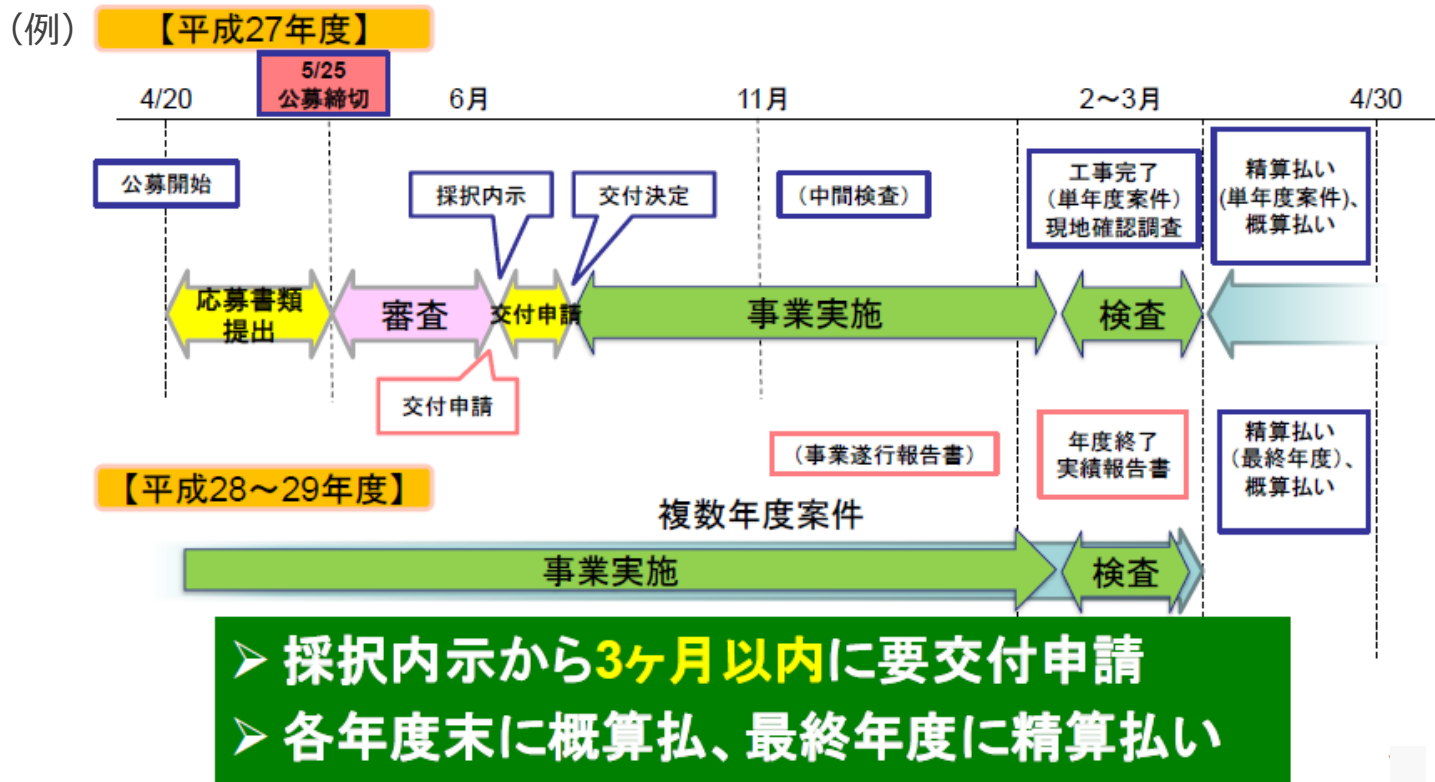 (例)
【平成27年度】
5/25
公募締切
4/20
6月
11月
2～3月
4/30
公募開始
採択内示
交付決定
(中間検査)
工事完了
(単年度案件)
現地確認調査
精算払い
(単年度案件)、
概算払い
応募書類
提出
審査
交付申請
事業実施
検査
交付申請
(事業遂行報告書)
年度終了
実績報告書
精算払い
(最終年度)、
概算払い
【平成28～29年度】
複数年度案件
事業実施
検査
➢ 採択内示から3ヶ月以内に要交付申請
➢ 各年度末に概算払、最終年度に精算払い